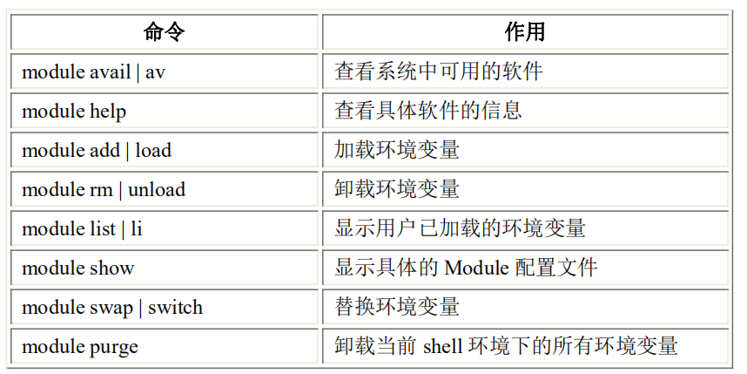 命令 作用
module avail | av 查看系统中可用的软件
module help 查看具体软件的信息
module add | load 加载环境变量
module rm | unload 卸载环境变量
module list | li 显示用户已加载的环境变量
module show 显示具体的 Module 配置文件
module swap | switch 替换环境变量
module purge 卸载当前 shell 环境下的所有环境变量